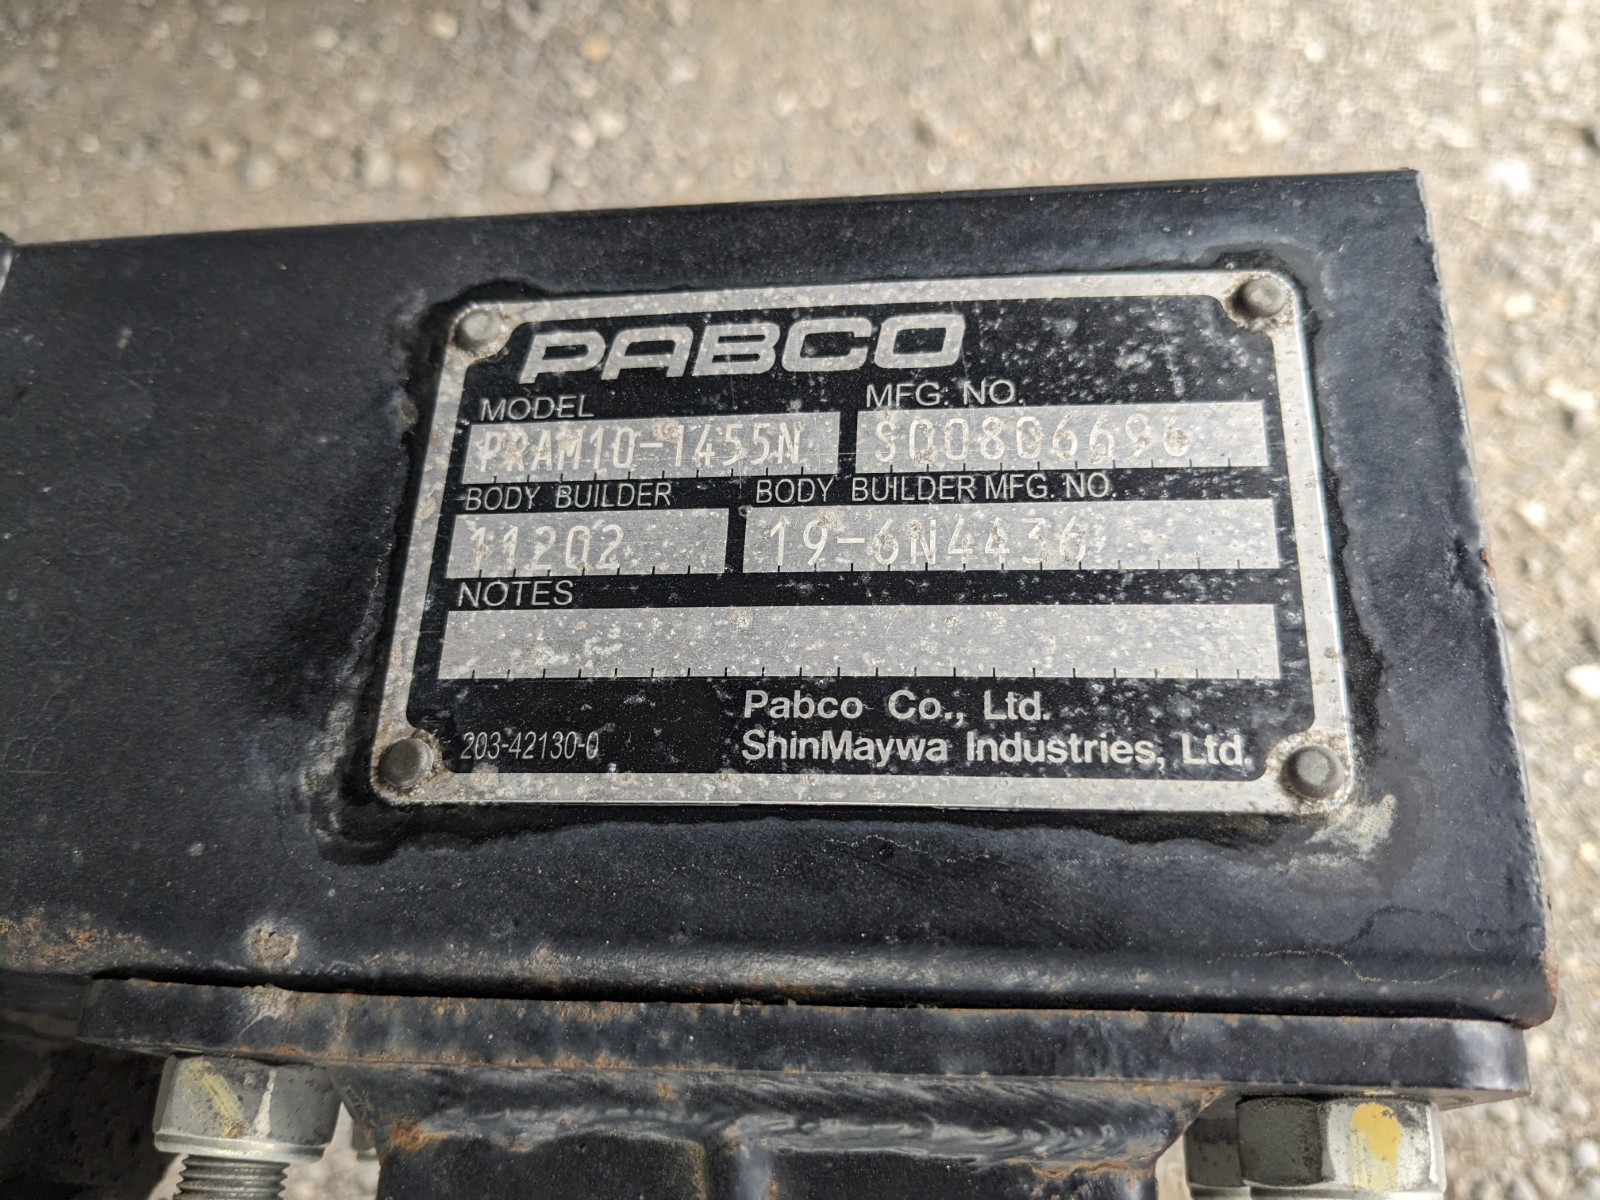 PABCO
MODEL MFG. NO.
PRAM10-1455N S00806696
BODY BUILDER BODY BUILDER MFG. NO.
11202 19-6N4436
NOTES
Pabco Co., Ltd.
203-42130-0 ShinMaywa Industries, Ltd.